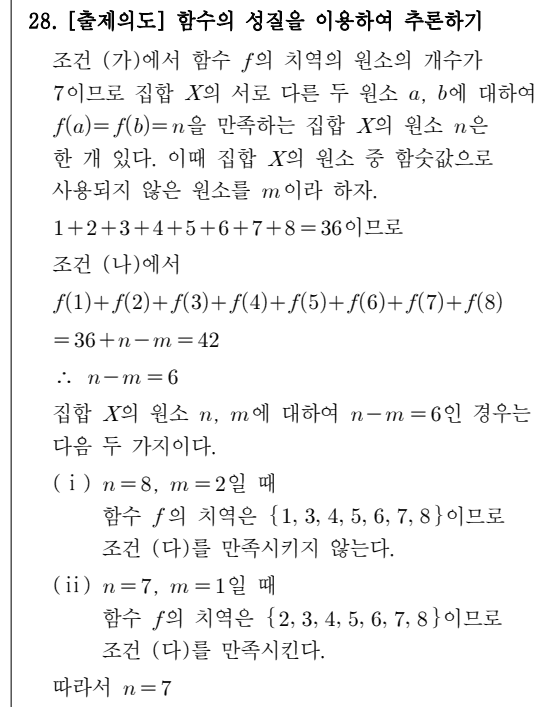 28. [출제의도] 함수의 성질을 이용하여 추론하기
조건 (가)에서 함수 f의 치역의 원소의 개수가
7이므로 집합 X의 서로 다른 두 원소 a, b에 대하여
f(a)=f(b)=n을 만족하는 집합 X의 원소 n은
한 개 있다. 이때 집합 X의 원소 중 함숫값으로
사용되지 않은 원소를 m이라 하자.
1+2+3+4+5+6+7+8=36이므로
조건 (나)에서
f(1)+f(2)+f(3)+f(4)+f(5)+f(6)+f(7)+f(8)
=36+n-m=42
∴ n-m=6
집합 X의 원소 n, m에 대하여 n-m=6인 경우는
다음 두 가지이다.
(ⅰ) n=8, m=2일 때
함수 f의 치역은 {1, 3, 4, 5, 6, 7, 8}이므로
조건 (다)를 만족시키지 않는다.
(ⅱ) n=7, m=1일 때
함수 f의 치역은 {2, 3, 4, 5, 6, 7, 8}이므로
조건 (다)를 만족시킨다.
따라서 n=7